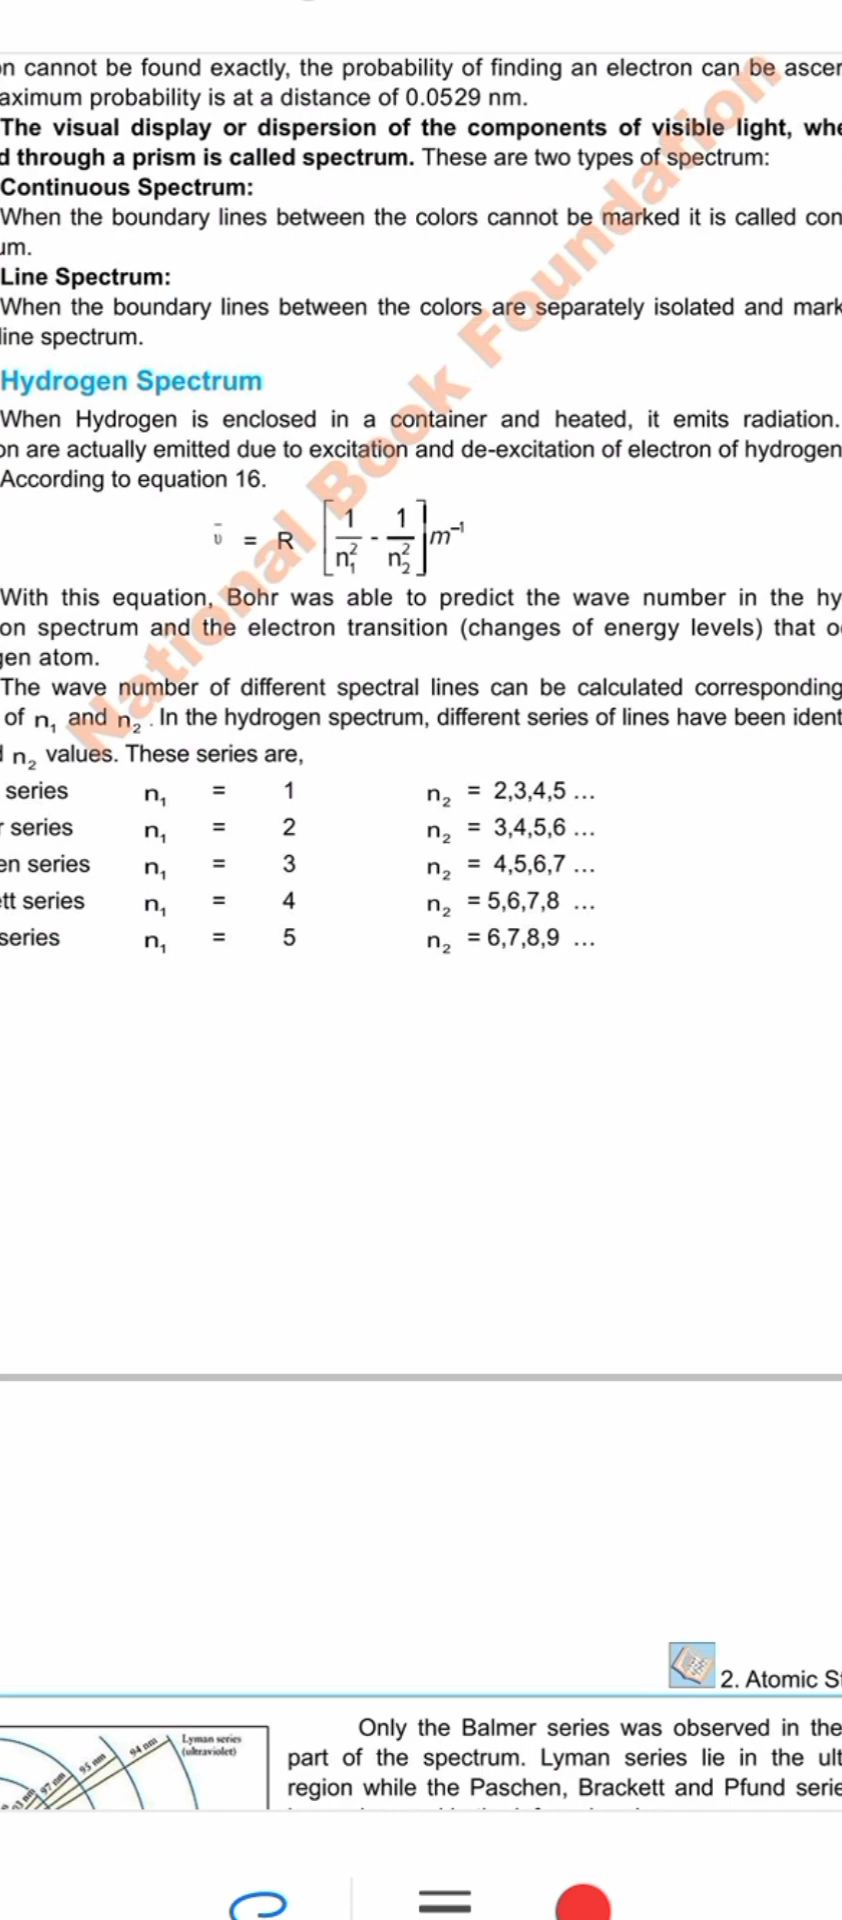 on cannot be found exactly, the probability of finding an electron can be ascer
aximum probability is at a distance of 0.0529 nm.
The visual display or dispersion of the components of visible light, whe
d through a prism is called spectrum. These are two types of spectrum:
Continuous Spectrum:
When the boundary lines between the colors cannot be marked it is called con
um.
Line Spectrum:
When the boundary lines between the colors are separately isolated and mark
line spectrum.
Hydrogen Spectrum
When Hydrogen is enclosed in a container and heated, it emits radiation.
on are actually emitted due to excitation and de-excitation of electron of hydrogen
According to equation 16.
ῡ = R [1/n₁² - 1/n₂²] m⁻¹
With this equation, Bohr was able to predict the wave number in the hy
on spectrum and the electron transition (changes of energy levels) that o
gen atom.
The wave number of different spectral lines can be calculated corresponding
of n₁ and n₂. In the hydrogen spectrum, different series of lines have been ident
d n₂ values. These series are,
series n₁ = 1 n₂ = 2,3,4,5 ...
r series n₁ = 2 n₂ = 3,4,5,6 ...
en series n₁ = 3 n₂ = 4,5,6,7 ...
ett series n₁ = 4 n₂ = 5,6,7,8 ...
series n₁ = 5 n₂ = 6,7,8,9 ...
National Book Foundation
2. Atomic St
Only the Balmer series was observed in the
part of the spectrum. Lyman series lie in the ult
region while the Paschen, Brackett and Pfund serie
Lyman series
(ultraviolet)
94 nm
95 nm
97 nm